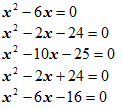 x² − 6x = 0
x² − 2x − 24 = 0
x² − 10x − 25 = 0
x² − 2x + 24 = 0
x² − 6x − 16 = 0